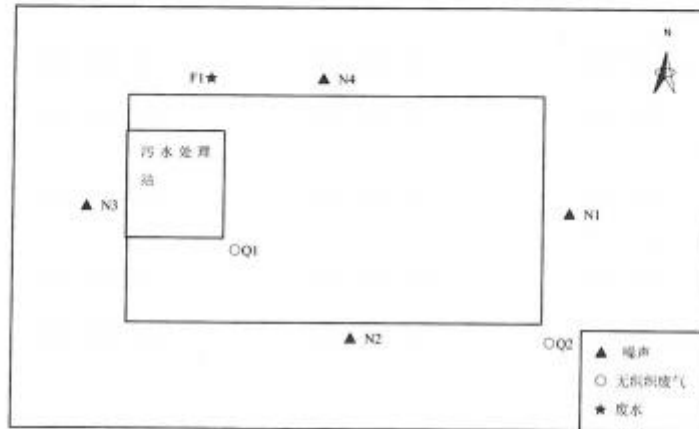 N
F1★
▲ N4
污水处理
站
▲ N3
▲ N1
○Q1
▲ N2
○Q2
▲ 噪声
○ 无组织废气
★ 废水